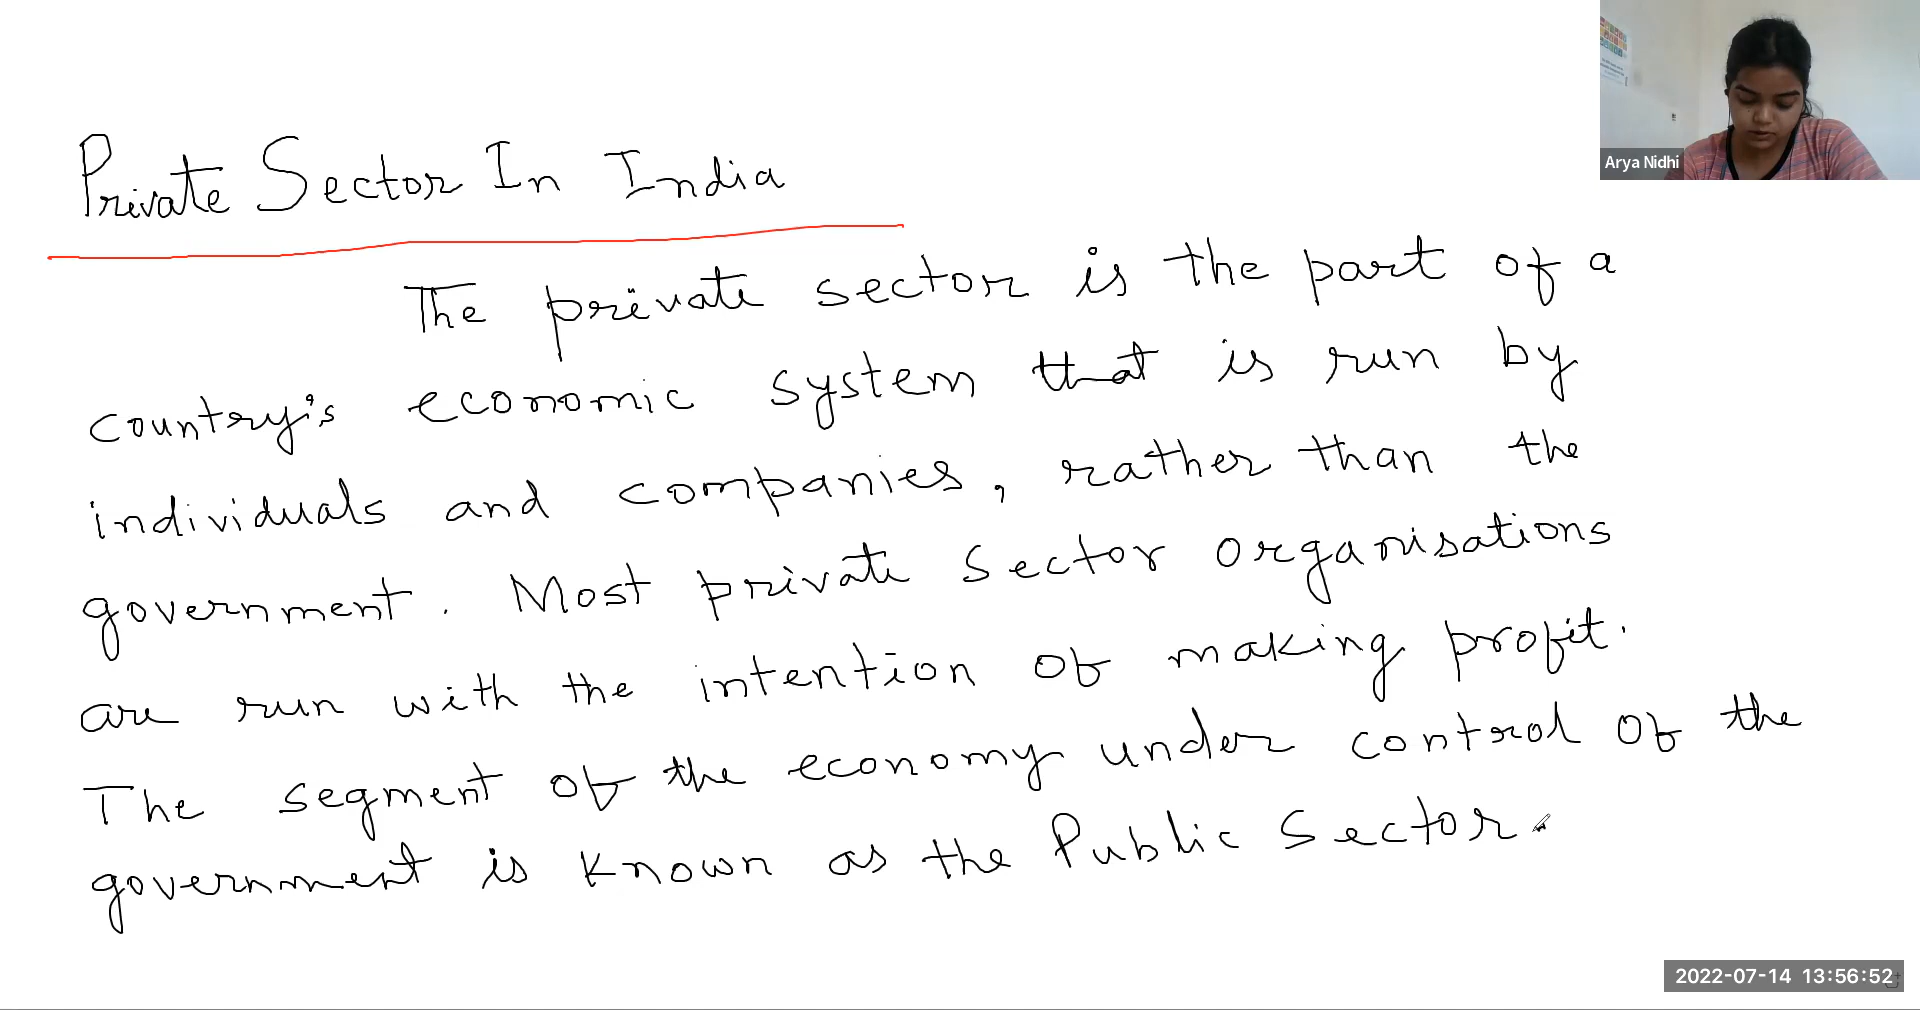 Private Sector In India
The private sector is the part of a
country's economic system that is run by
individuals and companies, rather than the
government. Most private sector organisations
are run with the intention of making profit.
The segment of the economy under control of the
government is known as the Public Sector.
Arya Nidhi
2022-07-14 13:56:52